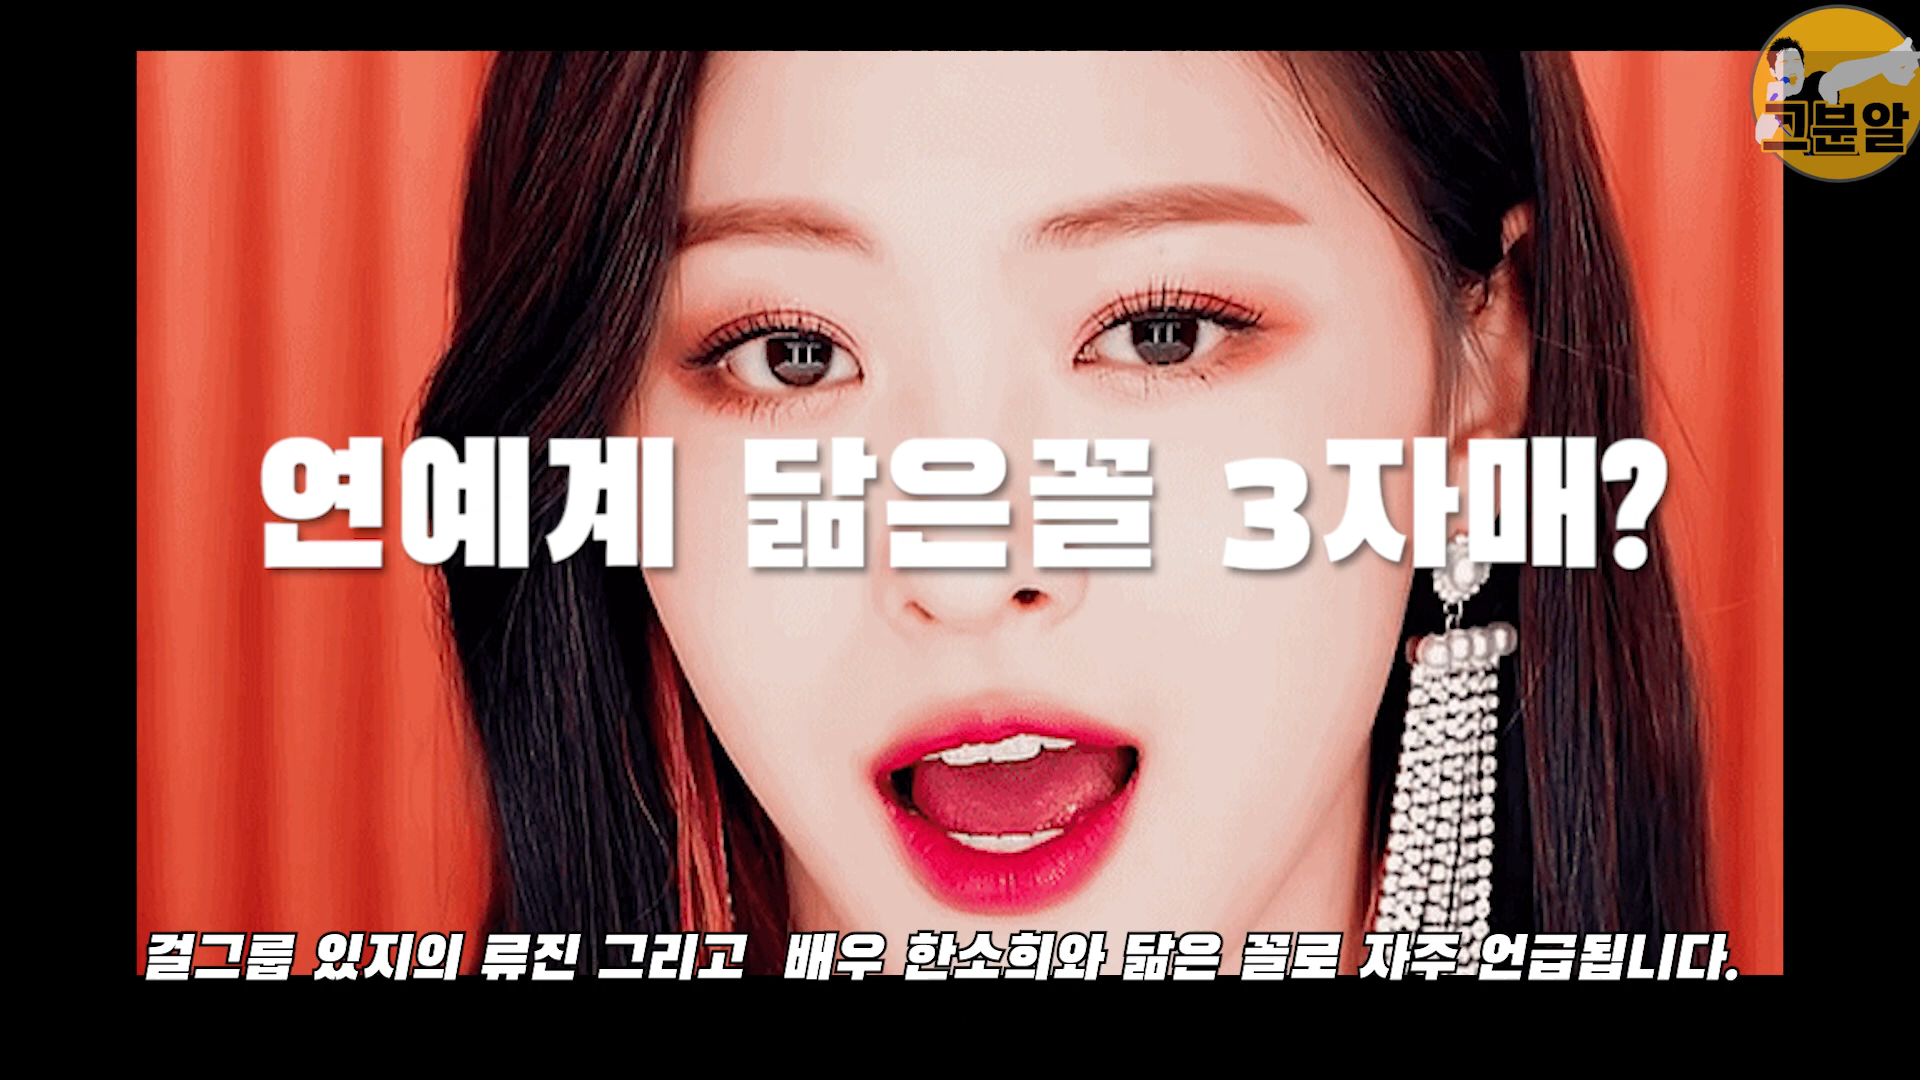 고분알
연예계 닮은꼴 3자매?
걸그룹 있지의 류진 그리고 배우 한소희와 닮은 꼴로 자주 언급됩니다.